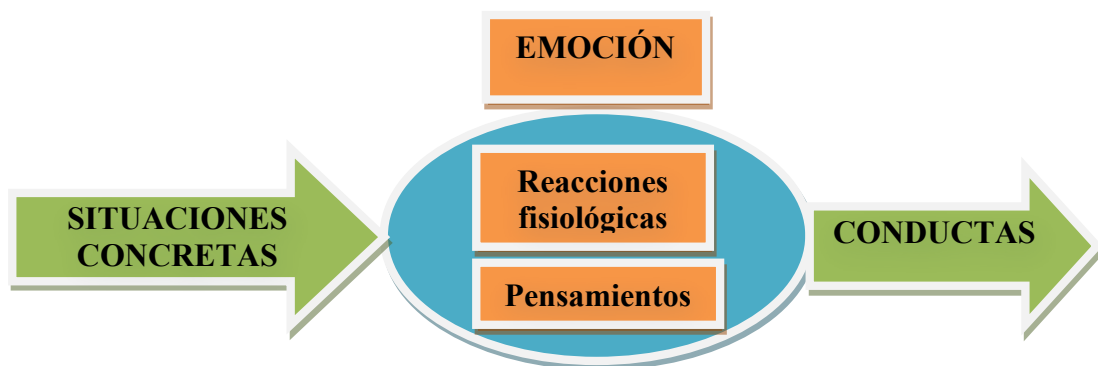 EMOCIÓN
SITUACIONES
CONCRETAS
Reacciones
fisiológicas
Pensamientos
CONDUCTAS